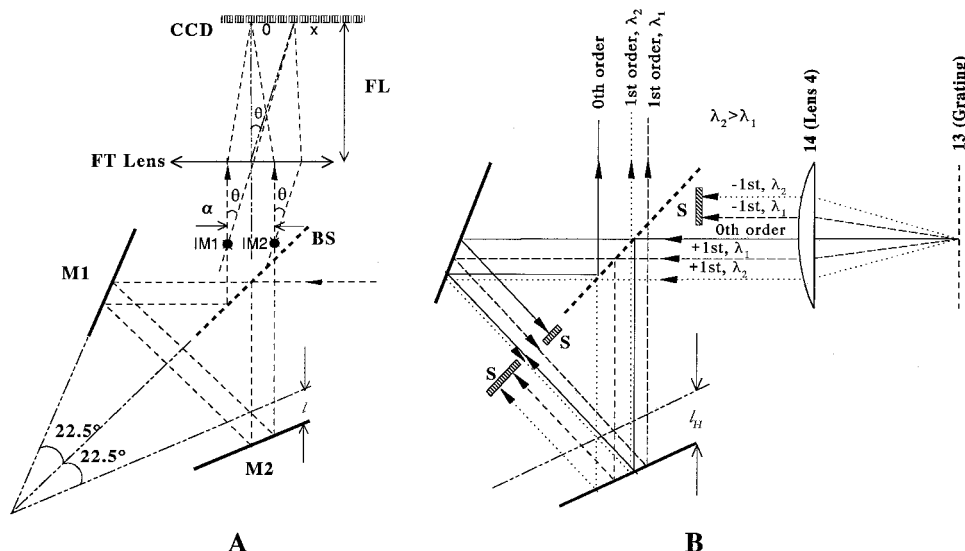 CCD
0
x
FL
θ
FT Lens
θ
θ
α
IM1
IM2
BS
M1
l
22.5°
22.5°
M2
A
0th order
1st order, λ2
1st order, λ1
λ2>λ1
14 (Lens 4)
13 (Grating)
S
-1st, λ2
-1st, λ1
0th order
+1st, λ1
+1st, λ2
S
S
lH
B